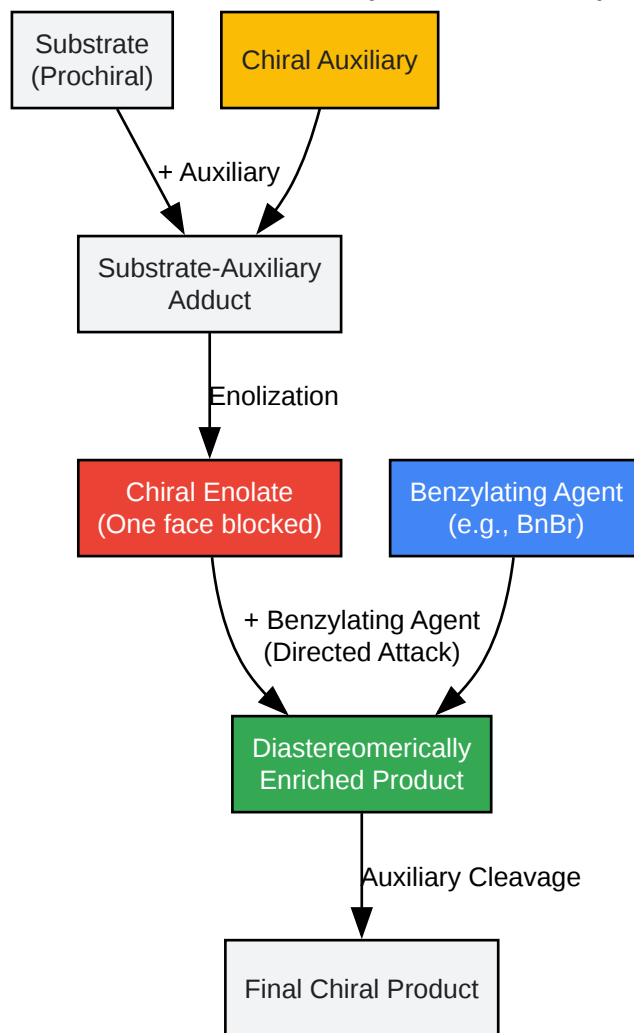 Substrate
(Prochiral)
Chiral Auxiliary
+ Auxiliary
Substrate-Auxiliary
Adduct
Enolization
Chiral Enolate
(One face blocked)
Benzylating Agent
(e.g., BnBr)
+ Benzylating Agent
(Directed Attack)
Diastereomerically
Enriched Product
Auxiliary Cleavage
Final Chiral Product